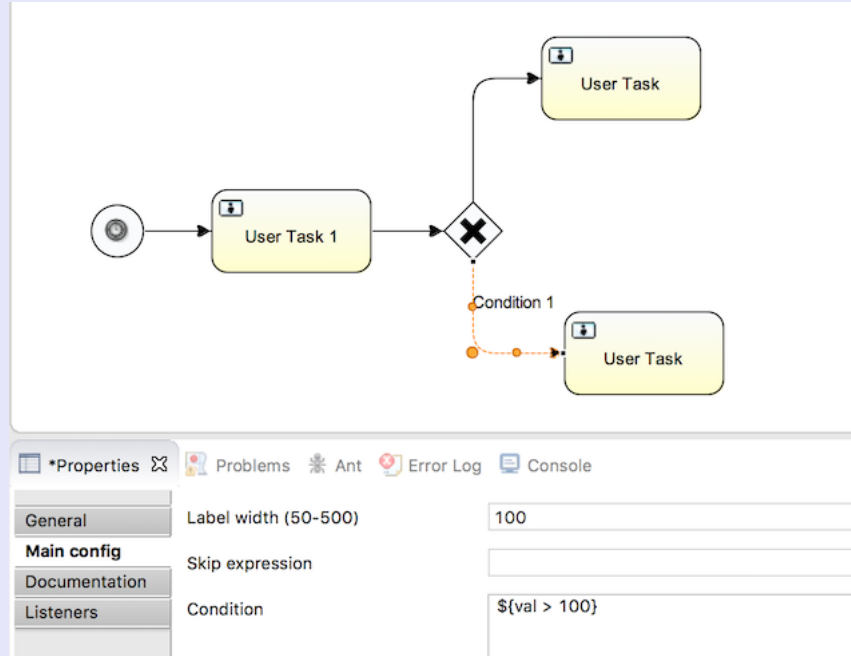 User Task
User Task 1
Condition 1
User Task
*Properties Problems Ant Error Log Console
General
Main config
Documentation
Listeners
Label width (50-500) 100
Skip expression
Condition ${val > 100}